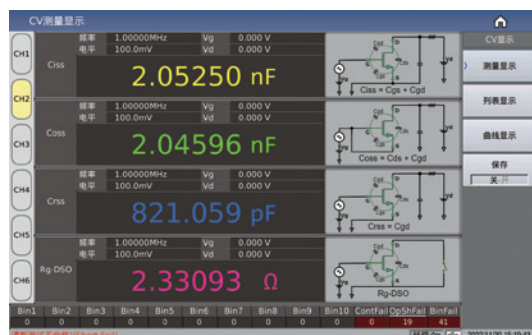 CV测量显示
CV显示
CH1
CH2
CH3
CH4
CH5
CH6
频率 1.00000MHz Vg 0.000 V
电平 100.0mV Vd 0.000 V
Ciss 2.05250 nF
Ciss = Cgs + Cgd
频率 1.00000MHz Vg 0.000 V
电平 100.0mV Vd 0.000 V
Coss 2.04596 nF
Coss = Cds + Cgd
频率 1.00000MHz Vg 0.000 V
电平 100.0mV Vd 0.000 V
Crss 821.059 pF
Crss = Cgd
频率 1.00000MHz Vg 0.000 V
电平 100.0mV Vd 0.000 V
Rg-DSO 2.33093 Ω
Rg-DSO
测量显示
列表显示
曲线显示
保存
关-开
Bin1 Bin2 Bin3 Bin4 Bin5 Bin6 Bin7 Bin8 Bin9 Bin10 ContFail OpShFail BinFail
0 0 0 0 0 0 0 0 0 0 0 19 41